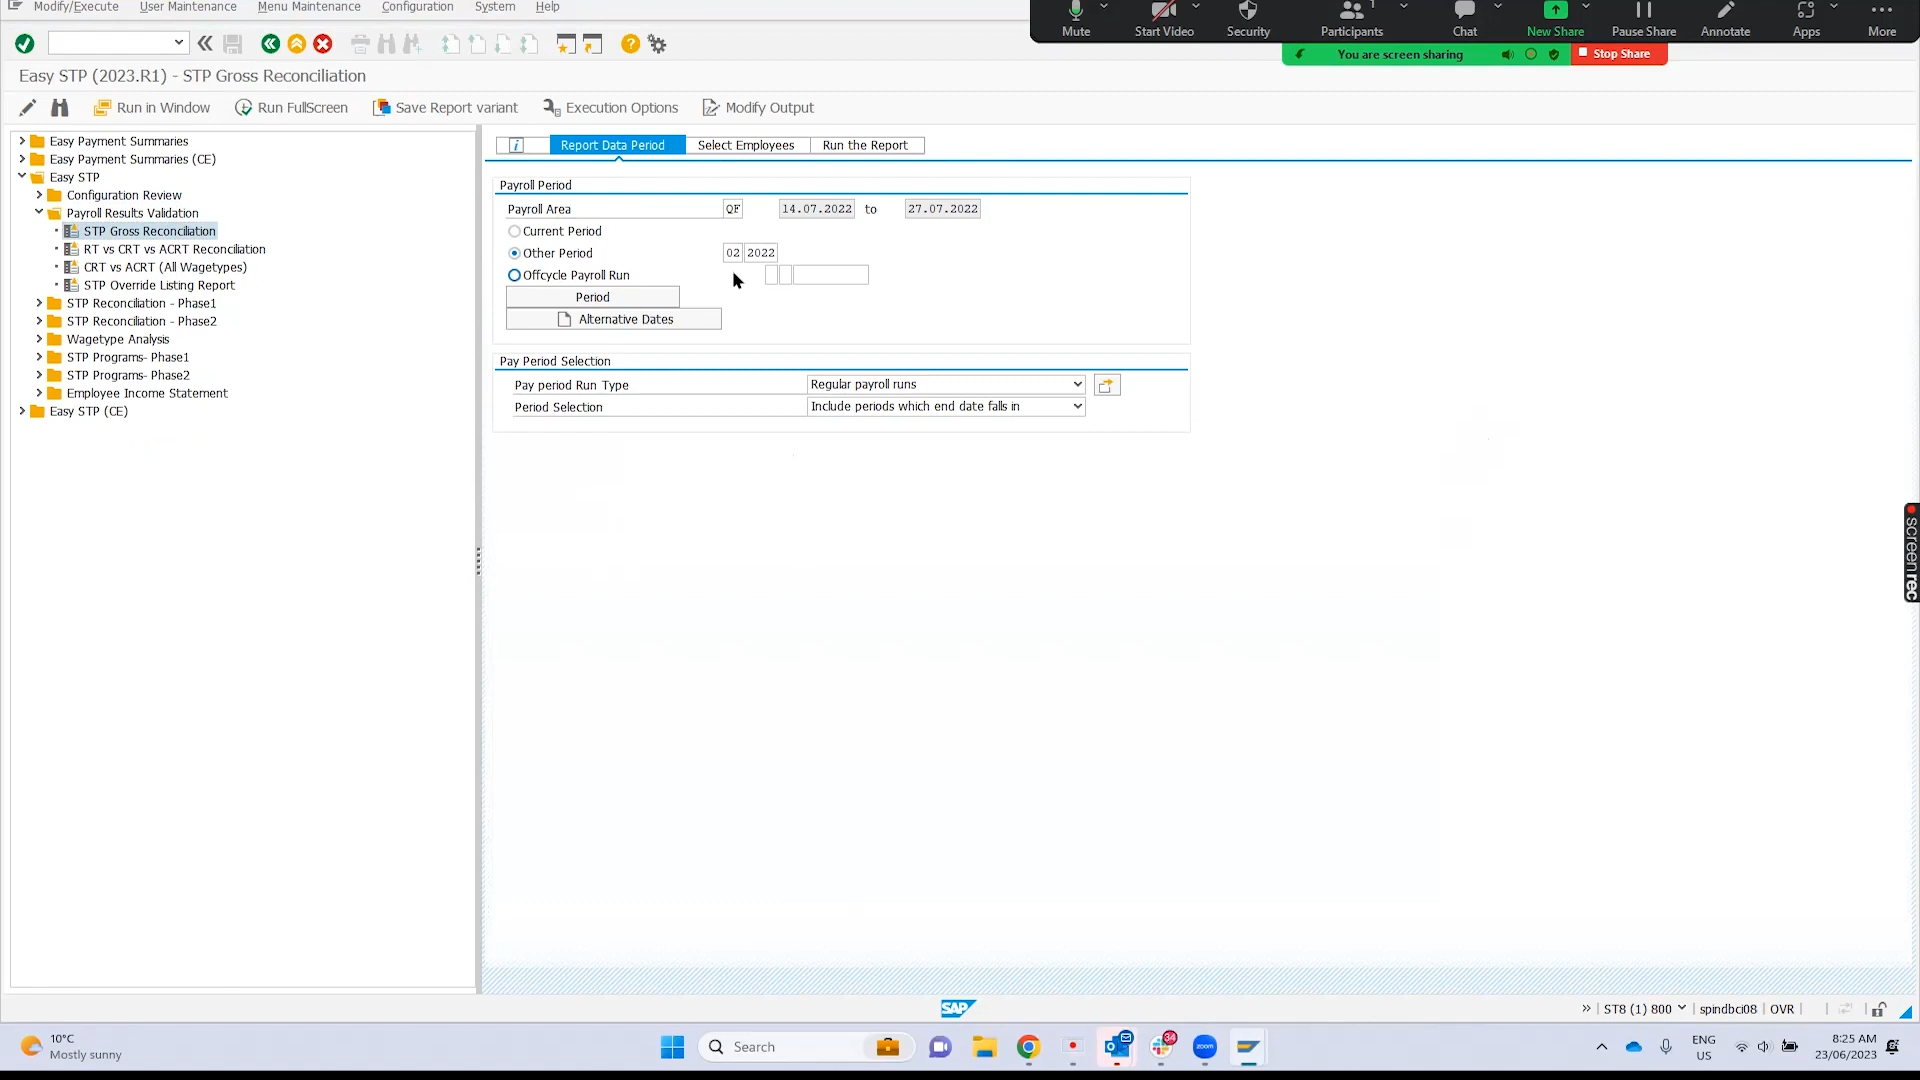 Modify/Execute User Maintenance Menu Maintenance Configuration System Help
Mute Start Video Security Participants 1 Chat New Share Pause Share Annotate Apps More
You are screen sharing Stop Share
Easy STP (2023.R1) - STP Gross Reconciliation
Run in Window Run FullScreen Save Report variant Execution Options Modify Output
Easy Payment Summaries
Easy Payment Summaries (CE)
Easy STP
Configuration Review
Payroll Results Validation
STP Gross Reconciliation
RT vs CRT vs ACRT Reconciliation
CRT vs ACRT (All Wagetypes)
STP Override Listing Report
STP Reconciliation - Phase1
STP Reconciliation - Phase2
Wagetype Analysis
STP Programs- Phase1
STP Programs- Phase2
Employee Income Statement
Easy STP (CE)
i Report Data Period Select Employees Run the Report
Payroll Period
Payroll Area QF 14.07.2022 to 27.07.2022
Current Period
Other Period 02 2022
Offcycle Payroll Run
Period
Alternative Dates
Pay Period Selection
Pay period Run Type Regular payroll runs
Period Selection Include periods which end date falls in
screenrec
SAP
ST8 (1) 800 spindbci08 OVR
10°C
Mostly sunny
Search
34
zoom
ENG
US
8:25 AM
23/06/2023